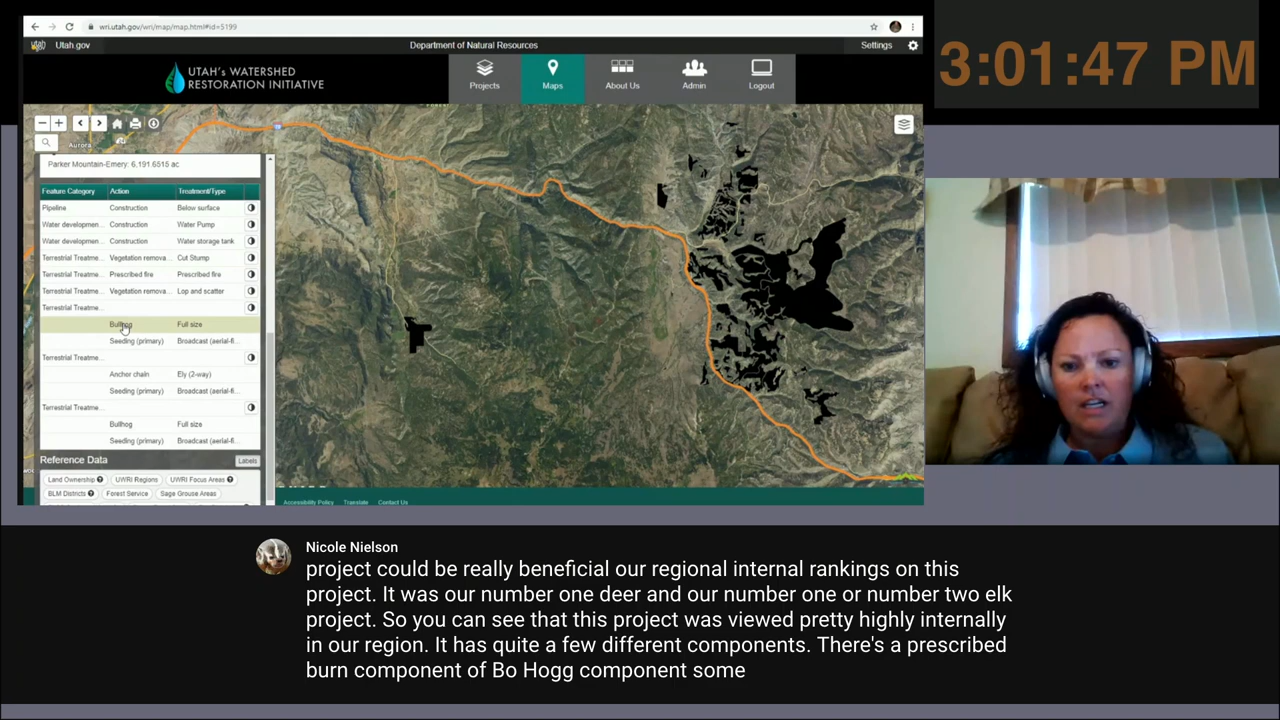 wri.utah.gov/wri/map/map.html#id=5199
3:01:47 PM
Utah.gov
Department of Natural Resources
Settings
UTAH's WATERSHED
RESTORATION INITIATIVE
Projects
Maps
About Us
Admin
Logout
Aurora
Parker Mountain-Emery: 6,191.6515 ac
Feature Category Action Treatment/Type
Pipeline Construction Below surface
Water developmen... Construction Water Pump
Water developmen... Construction Water storage tank
Terrestrial Treatme... Vegetation remova... Cut Stump
Terrestrial Treatme... Prescribed fire Prescribed fire
Terrestrial Treatme... Vegetation remova... Lop and scatter
Terrestrial Treatme...
Bullhog Full size
Seeding (primary) Broadcast (aerial-fi...
Terrestrial Treatme...
Anchor chain Ely (2-way)
Seeding (primary) Broadcast (aerial-fi...
Terrestrial Treatme...
Bullhog Full size
Seeding (primary) Broadcast (aerial-fi...
Reference Data Labels
Land Ownership UWRI Regions UWRI Focus Areas
BLM Districts Forest Service Sage Grouse Areas
Accessibility Policy Translate Contact Us
Nicole Nielson
project could be really beneficial our regional internal rankings on this
project. It was our number one deer and our number one or number two elk
project. So you can see that this project was viewed pretty highly internally
in our region. It has quite a few different components. There's a prescribed
burn component of Bo Hogg component some